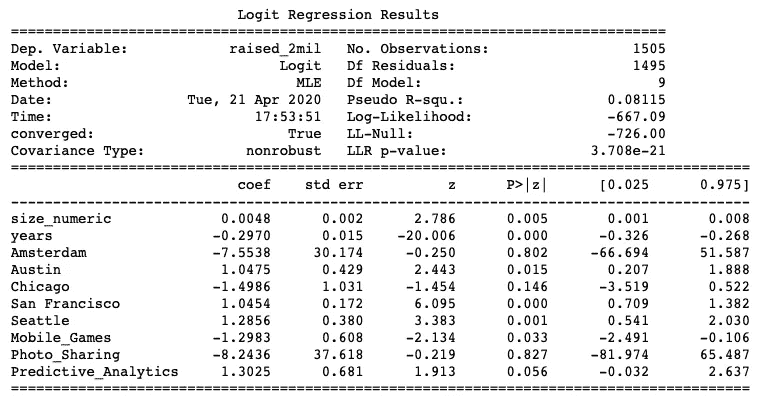 Logit Regression Results
==============================================================================
Dep. Variable: raised_2mil No. Observations: 1505
Model: Logit Df Residuals: 1495
Method: MLE Df Model: 9
Date: Tue, 21 Apr 2020 Pseudo R-squ.: 0.08115
Time: 17:53:51 Log-Likelihood: -667.09
converged: True LL-Null: -726.00
Covariance Type: nonrobust LLR p-value: 3.708e-21
========================================================================================
coef std err z P>|z| [0.025 0.975]
----------------------------------------------------------------------------------------
size_numeric 0.0048 0.002 2.786 0.005 0.001 0.008
years -0.2970 0.015 -20.006 0.000 -0.326 -0.268
Amsterdam -7.5538 30.174 -0.250 0.802 -66.694 51.587
Austin 1.0475 0.429 2.443 0.015 0.207 1.888
Chicago -1.4986 1.031 -1.454 0.146 -3.519 0.522
San Francisco 1.0454 0.172 6.095 0.000 0.709 1.382
Seattle 1.2856 0.380 3.383 0.001 0.541 2.030
Mobile_Games -1.2983 0.608 -2.134 0.033 -2.491 -0.106
Photo_Sharing -8.2436 37.618 -0.219 0.827 -81.974 65.487
Predictive_Analytics 1.3025 0.681 1.913 0.056 -0.032 2.637
========================================================================================